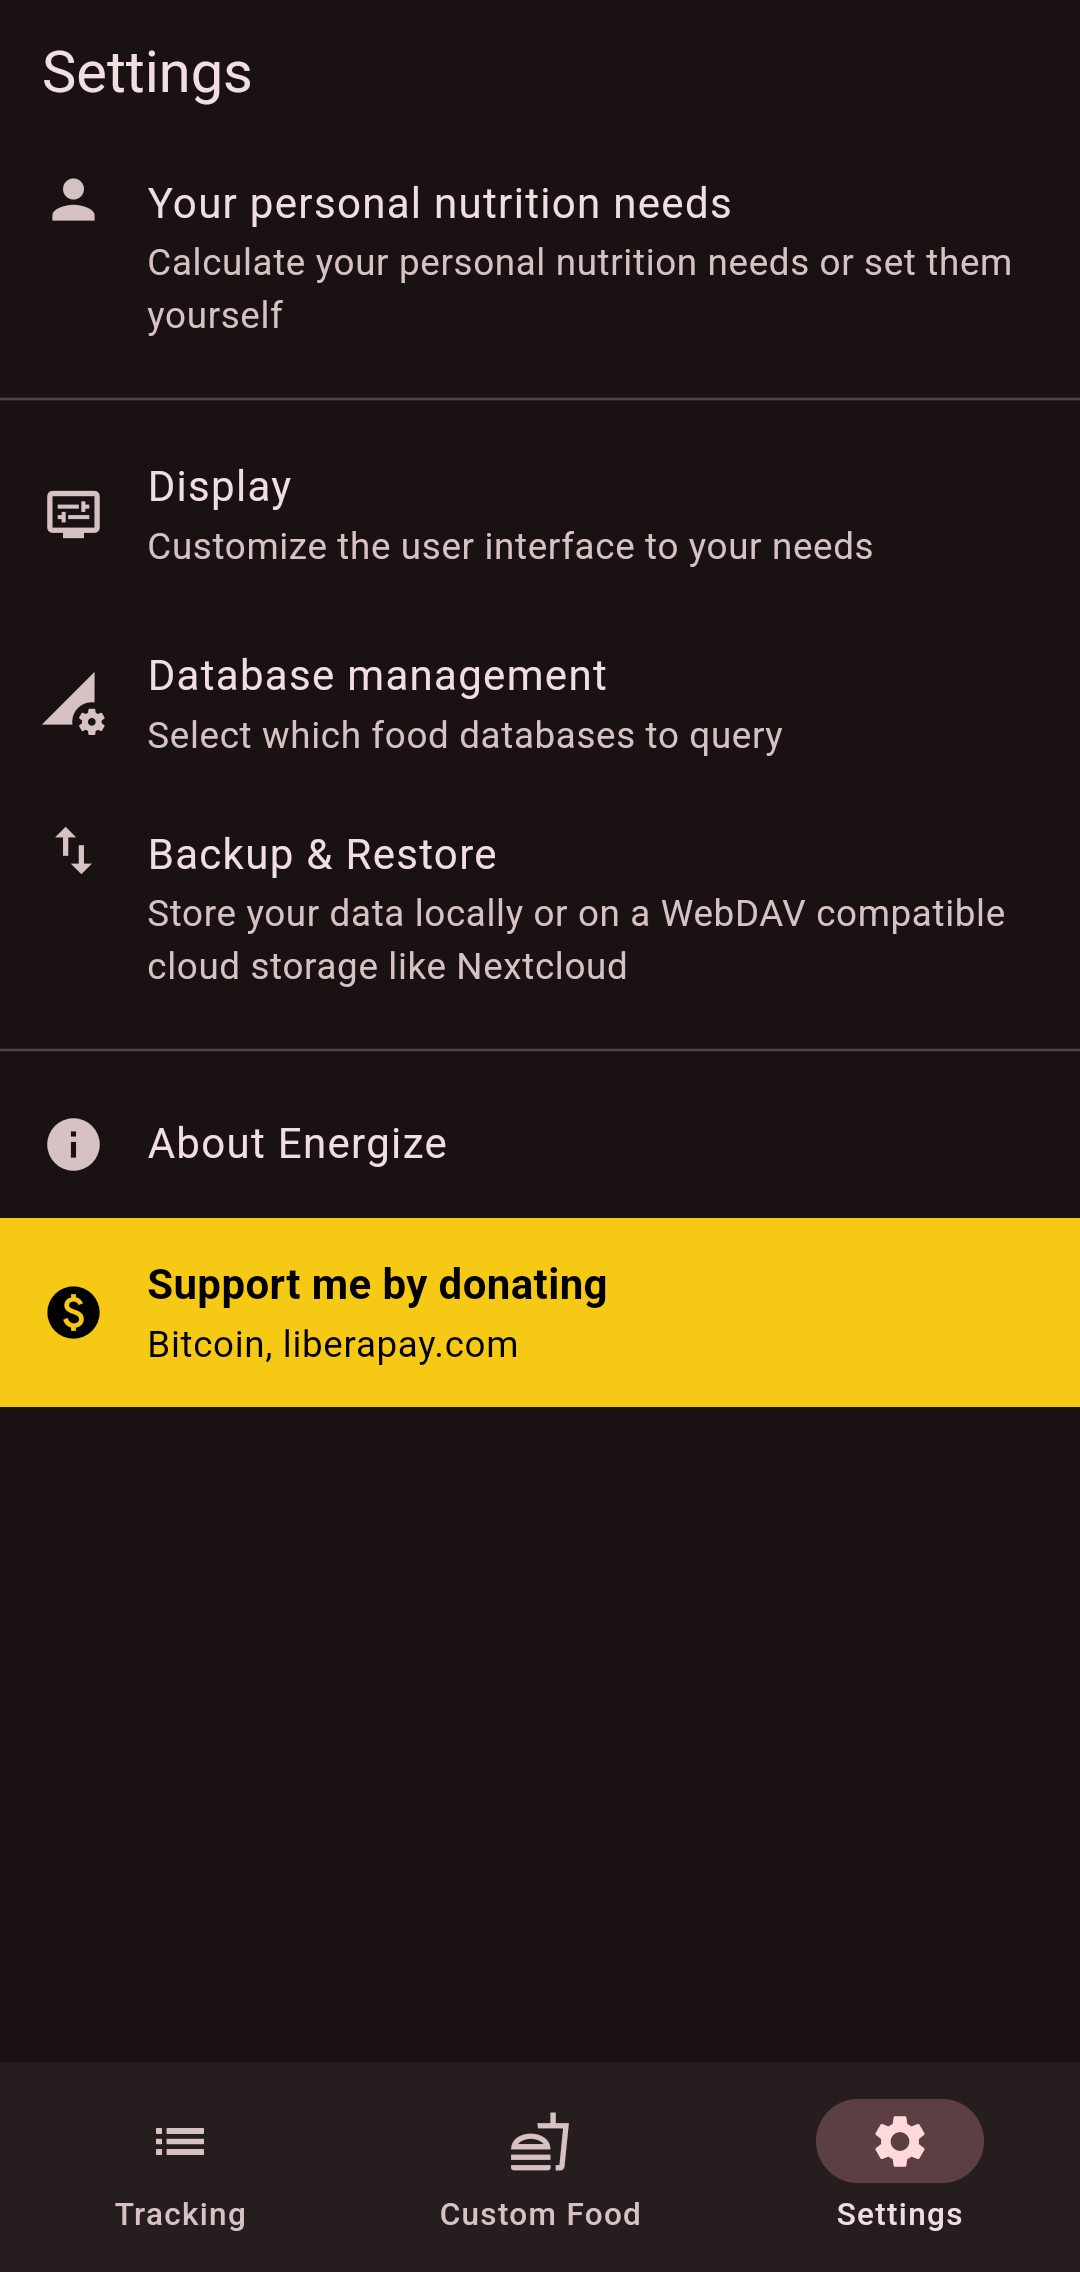 Settings
Your personal nutrition needs
Calculate your personal nutrition needs or set them
yourself
Display
Customize the user interface to your needs
Database management
Select which food databases to query
Backup & Restore
Store your data locally or on a WebDAV compatible
cloud storage like Nextcloud
About Energize
Support me by donating
Bitcoin, liberapay.com
Tracking
Custom Food
Settings